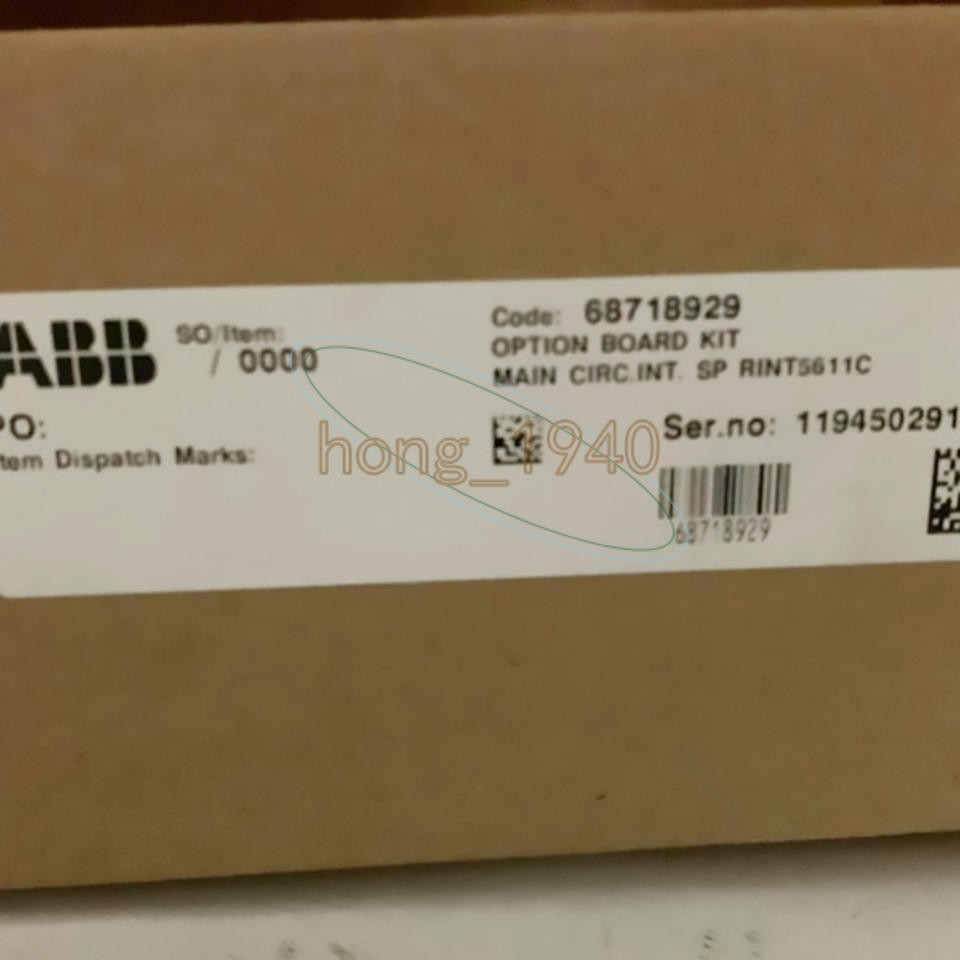 ABB
SO/Item:
/ 0000
PO:
Item Dispatch Marks:
Code: 68718929
OPTION BOARD KIT
MAIN CIRC.INT. SP RINT5611C
Ser.no: 119450291
68718929
hong_1940